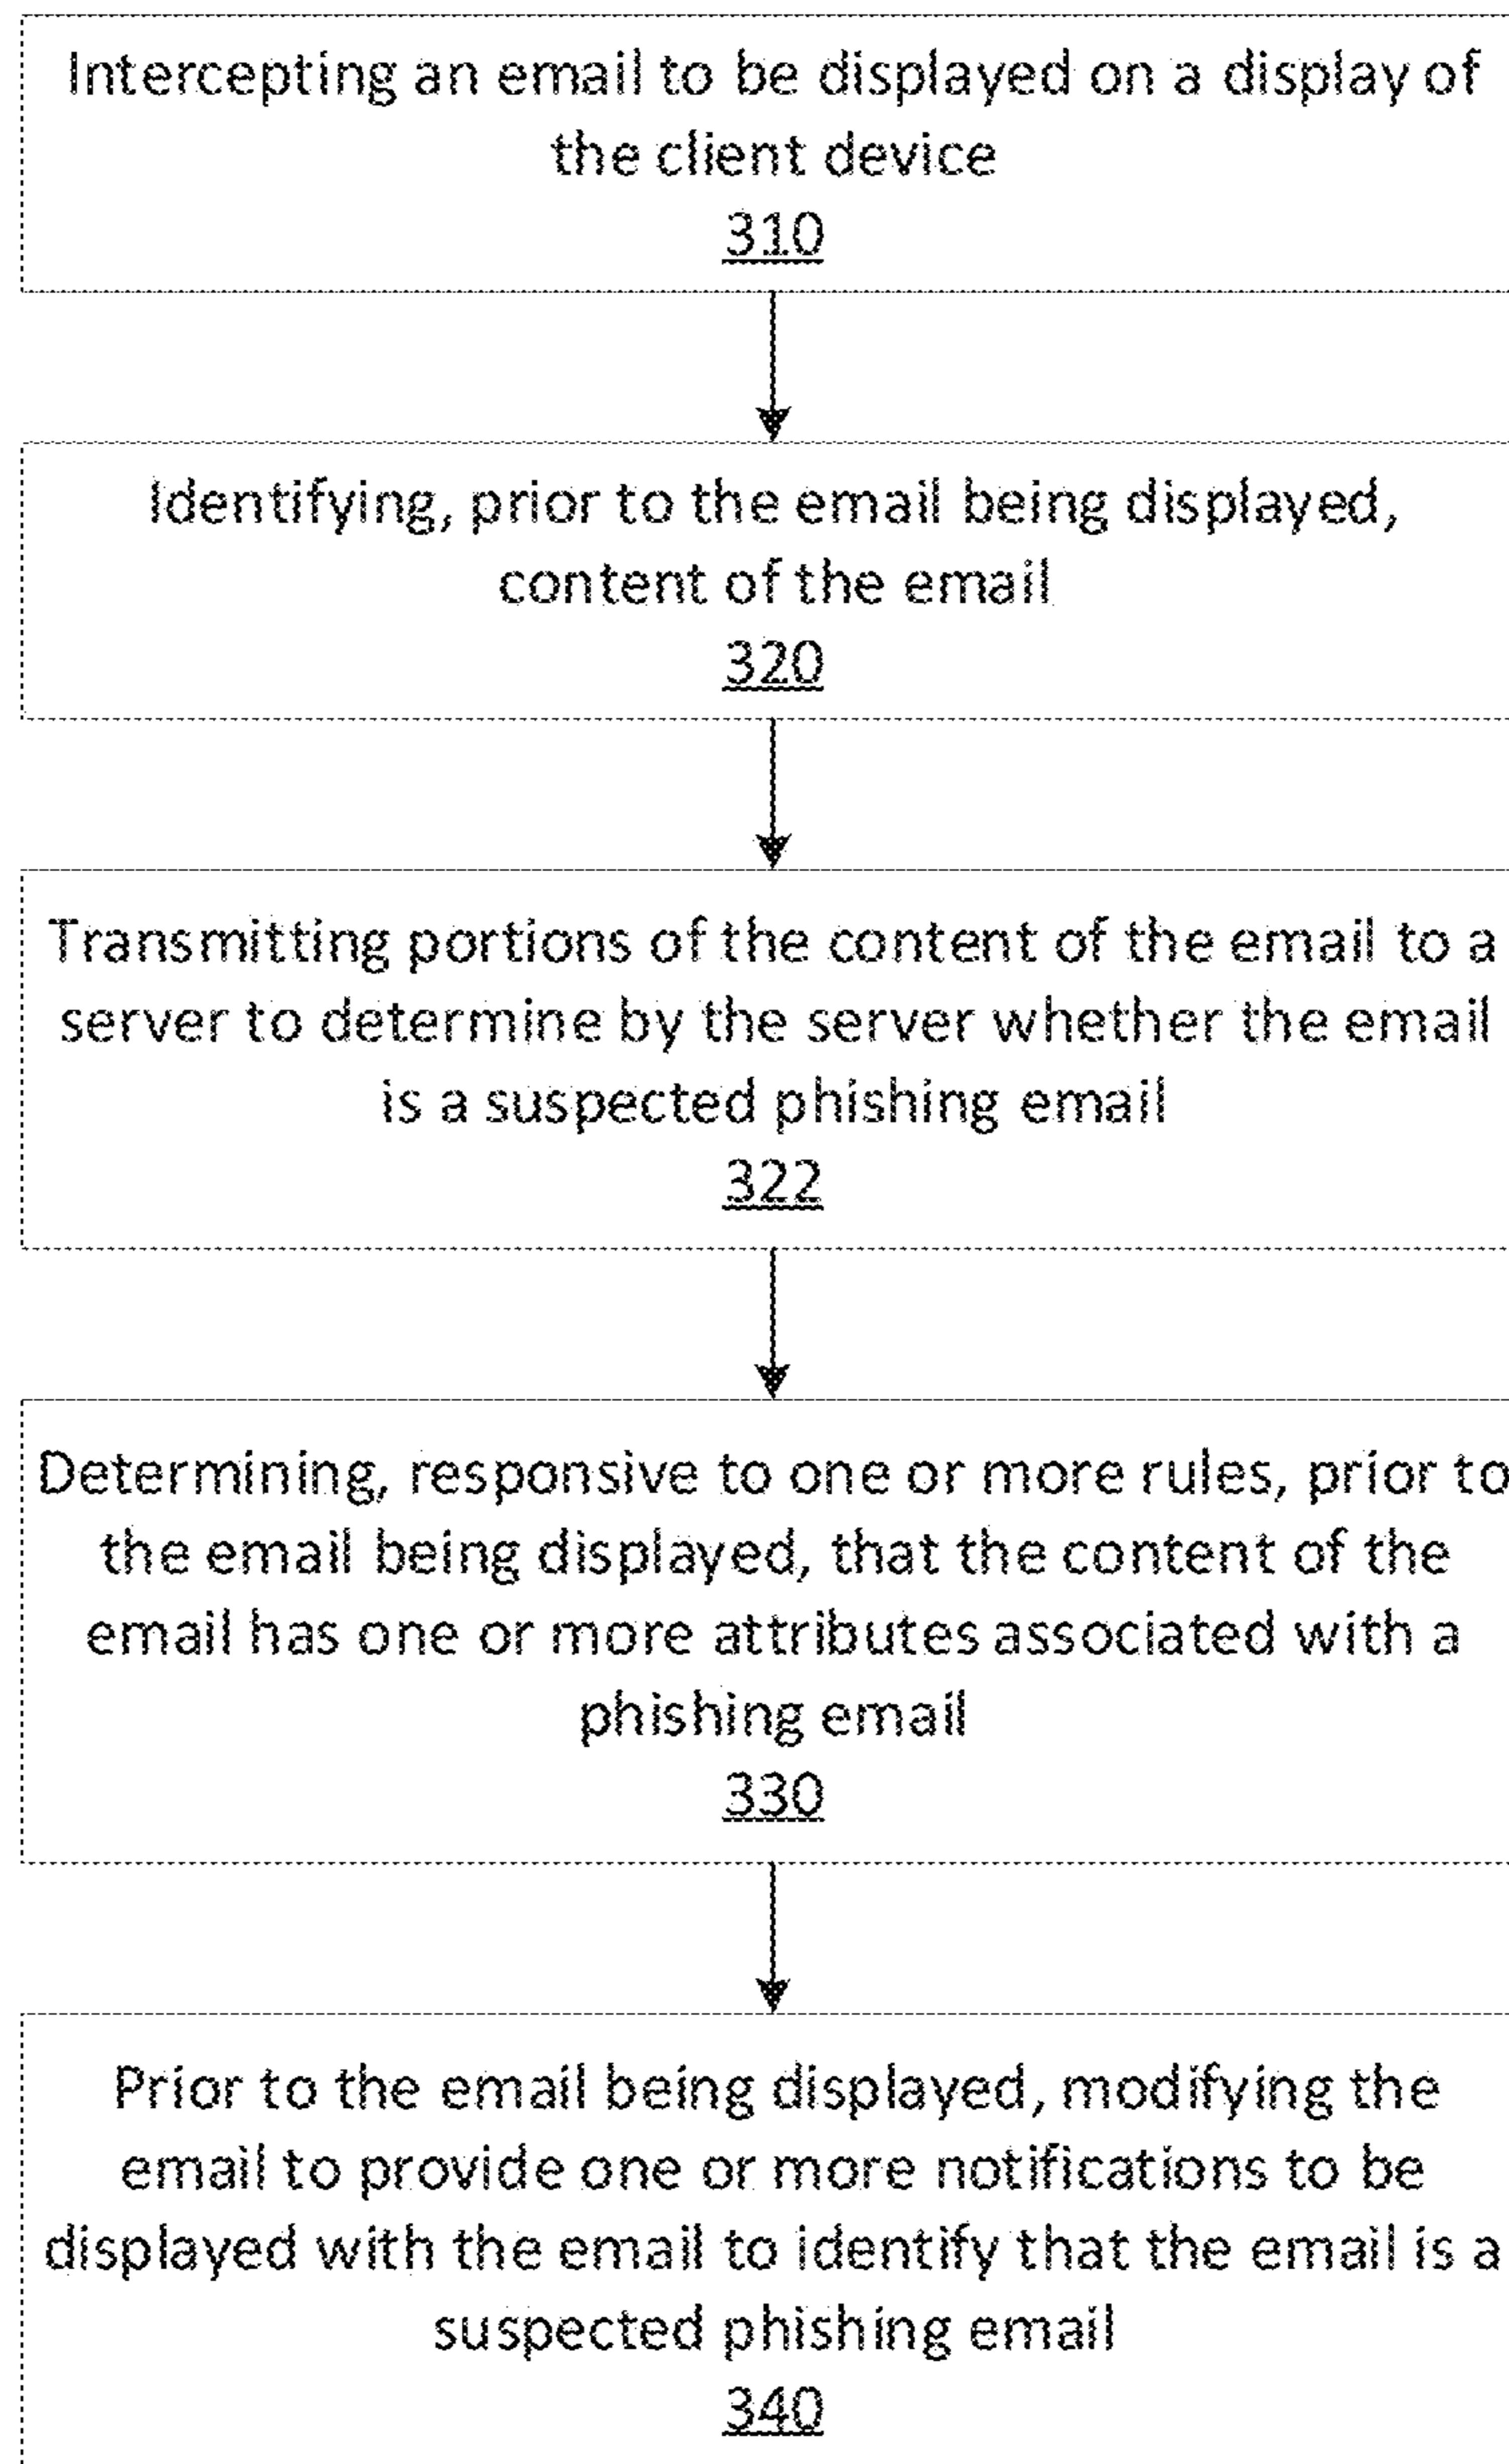 Intercepting an email to be displayed on a display of
the client device
310
Identifying, prior to the email being displayed,
content of the email
320
Transmitting portions of the content of the email to a
server to determine by the server whether the email
is a suspected phishing email
322
Determining, responsive to one or more rules, prior to
the email being displayed, that the content of the
email has one or more attributes associated with a
phishing email
330
Prior to the email being displayed, modifying the
email to provide one or more notifications to be
displayed with the email to identify that the email is a
suspected phishing email
340